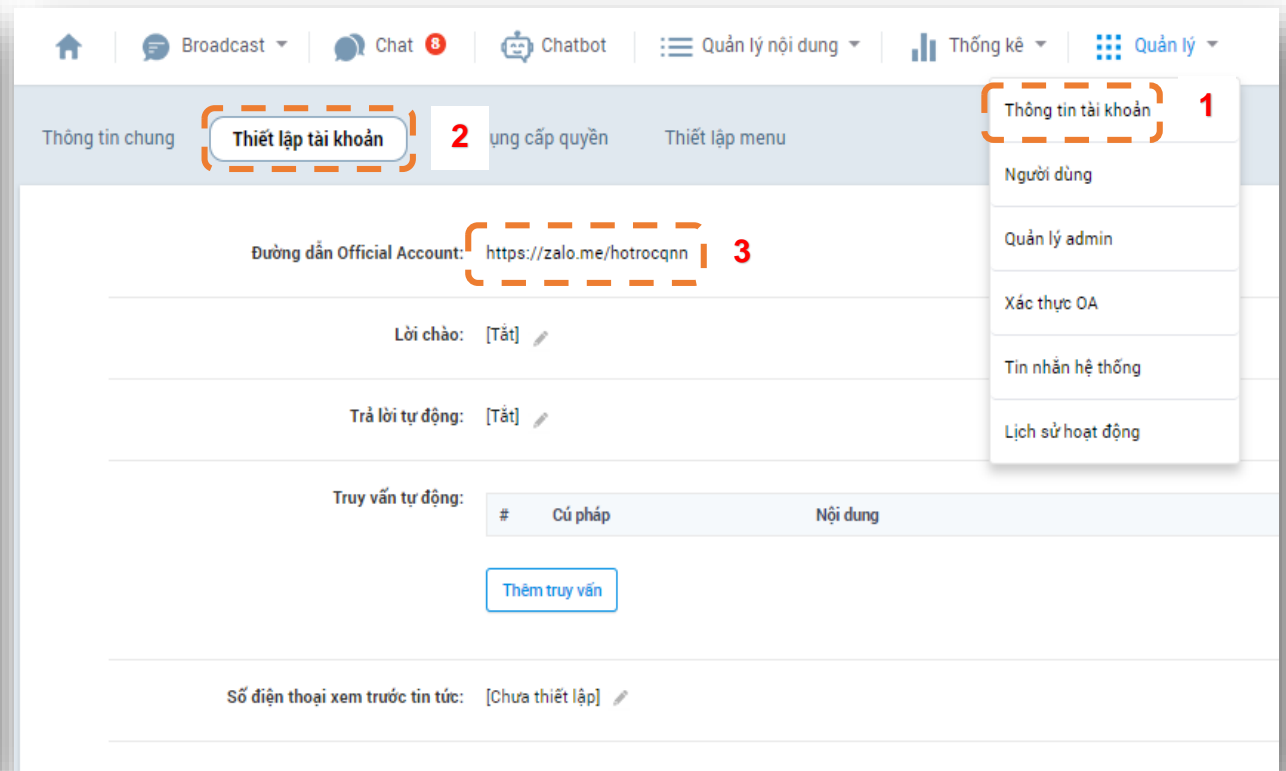 Broadcast Chat 8 Chatbot Quản lý nội dung Thống kê Quản lý
Thông tin chung Thiết lập tài khoản 2 ụng cấp quyền Thiết lập menu
Thông tin tài khoản 1
Người dùng
Quản lý admin
Xác thực OA
Tin nhắn hệ thống
Lịch sử hoạt động
Đường dẫn Official Account: https://zalo.me/hotrocqnn 3
Lời chào: [Tắt]
Trả lời tự động: [Tắt]
Truy vấn tự động:
# Cú pháp Nội dung
Thêm truy vấn
Số điện thoại xem trước tin tức: [Chưa thiết lập]